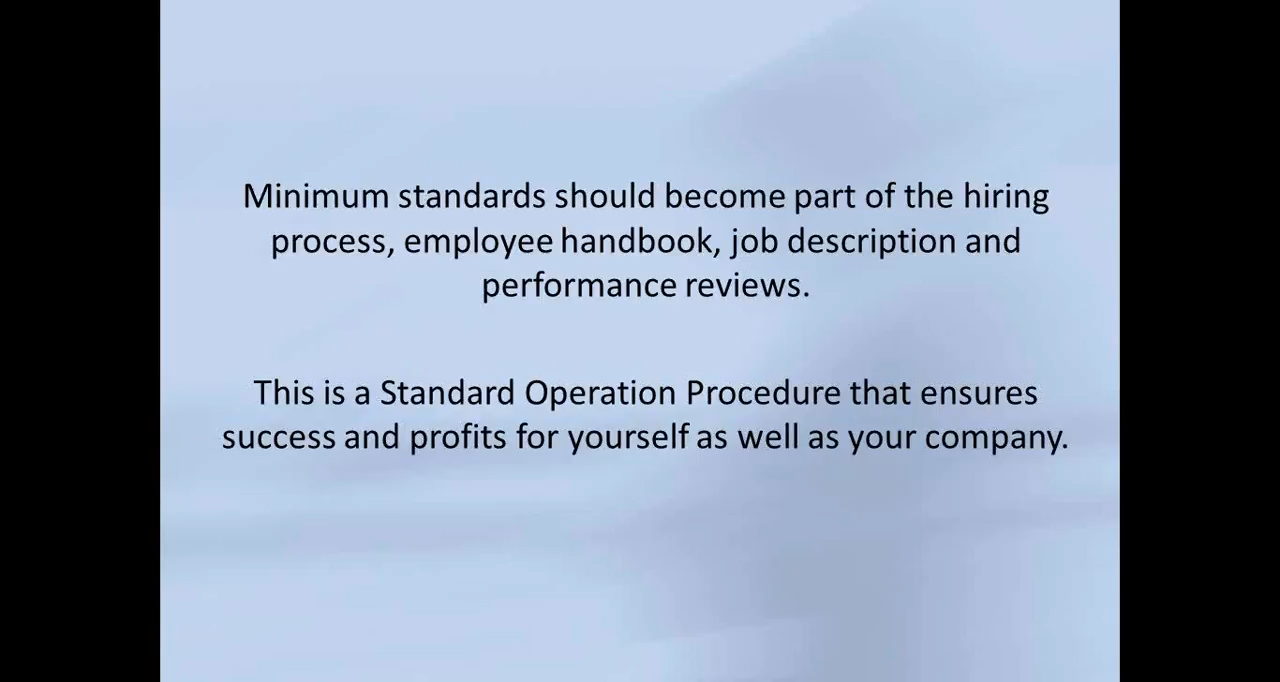 Minimum standards should become part of the hiring
process, employee handbook, job description and
performance reviews.
This is a Standard Operation Procedure that ensures
success and profits for yourself as well as your company.